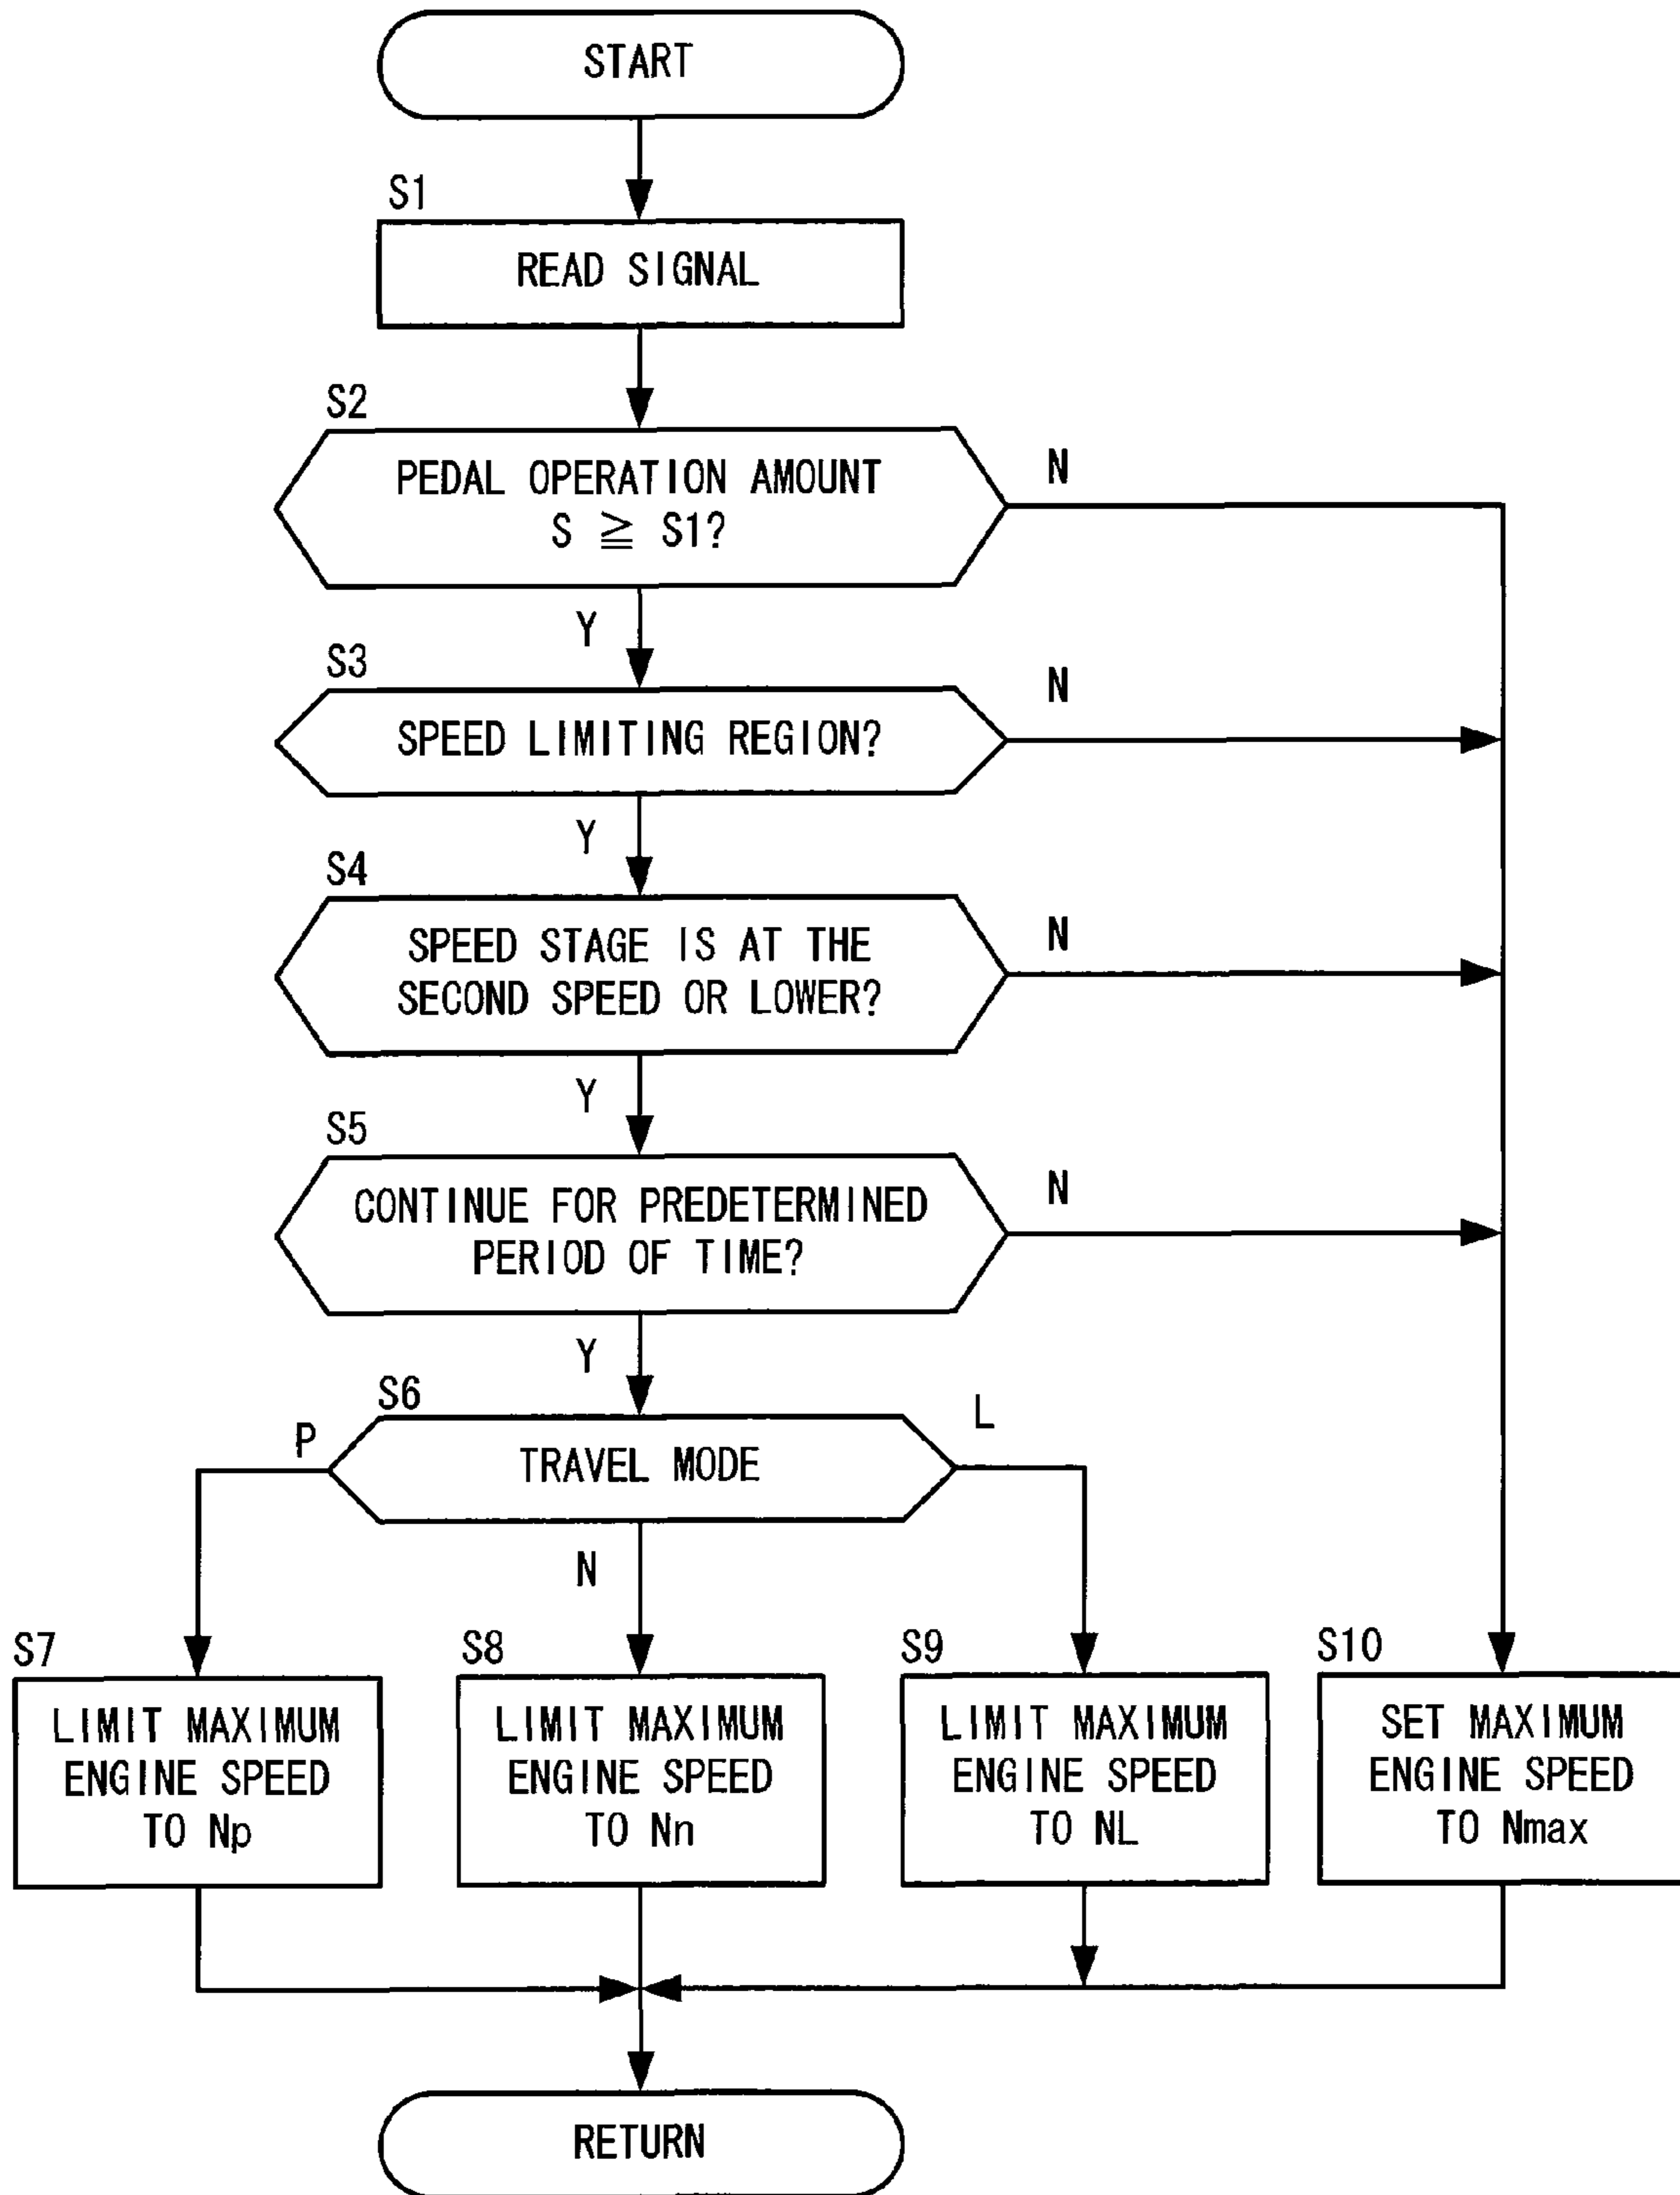 START
S1
READ SIGNAL
S2
PEDAL OPERATION AMOUNT
S ≧ S1?
N
Y
S3
SPEED LIMITING REGION?
N
Y
S4
SPEED STAGE IS AT THE
SECOND SPEED OR LOWER?
N
Y
S5
CONTINUE FOR PREDETERMINED
PERIOD OF TIME?
N
Y
S6
TRAVEL MODE
P
N
L
S7
LIMIT MAXIMUM
ENGINE SPEED
TO Np
S8
LIMIT MAXIMUM
ENGINE SPEED
TO Nn
S9
LIMIT MAXIMUM
ENGINE SPEED
TO NL
S10
SET MAXIMUM
ENGINE SPEED
TO Nmax
RETURN